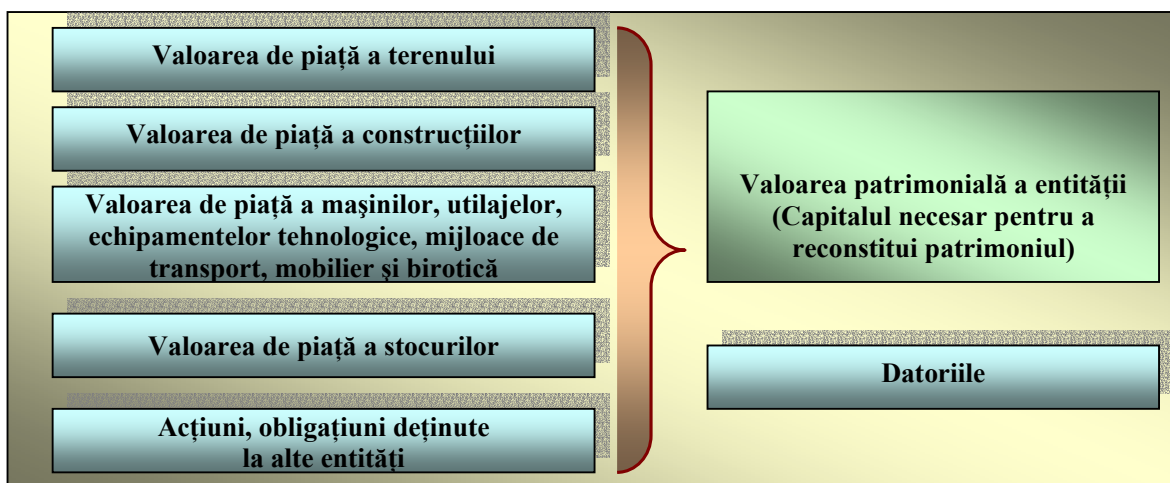 Valoarea de piață a terenului
Valoarea de piață a construcțiilor
Valoarea de piață a maşinilor, utilajelor,
echipamentelor tehnologice, mijloace de
transport, mobilier şi birotică
Valoarea de piață a stocurilor
Acțiuni, obligațiuni deținute
la alte entități
Valoarea patrimonială a entității
(Capitalul necesar pentru a
reconstitui patrimoniul)
Datoriile